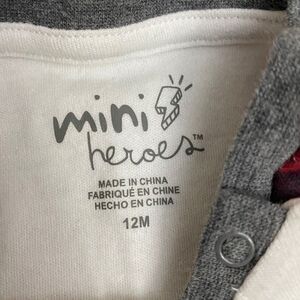 mini
heroes™
MADE IN CHINA
FABRIQUÉ EN CHINE
HECHO EN CHINA
12M